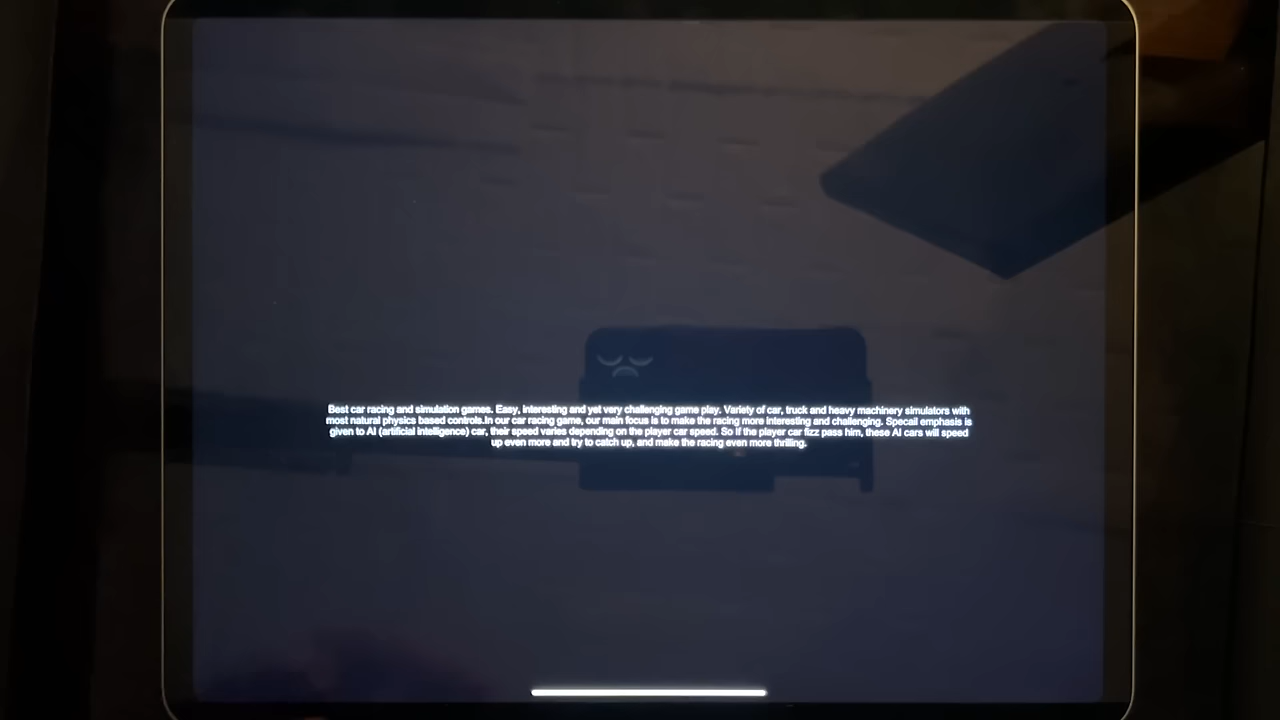 Best car racing and simulation games. Easy, interesting and yet very challenging game play. Variety of car, truck and heavy machinery simulators with
most natural physics based controls.In our car racing game, our main focus is to make the racing more interesting and challenging. Specail emphasis is
given to AI (artificial intelligence) car, their speed varies depending on the player car speed. So if the player car fizz pass him, these AI cars will speed
up even more and try to catch up, and make the racing even more thrilling.